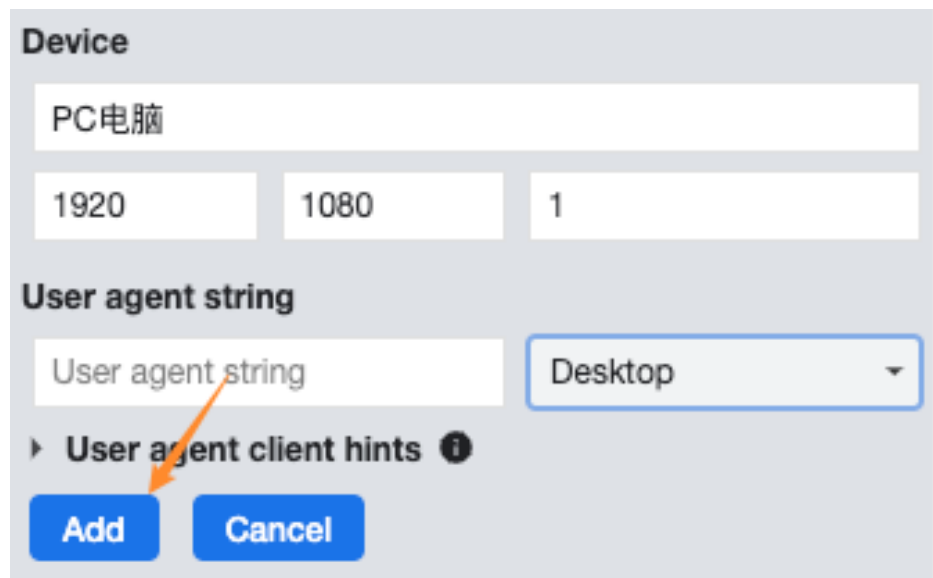 Device
PC电脑
1920 1080 1
User agent string
User agent string Desktop
User agent client hints
Add Cancel